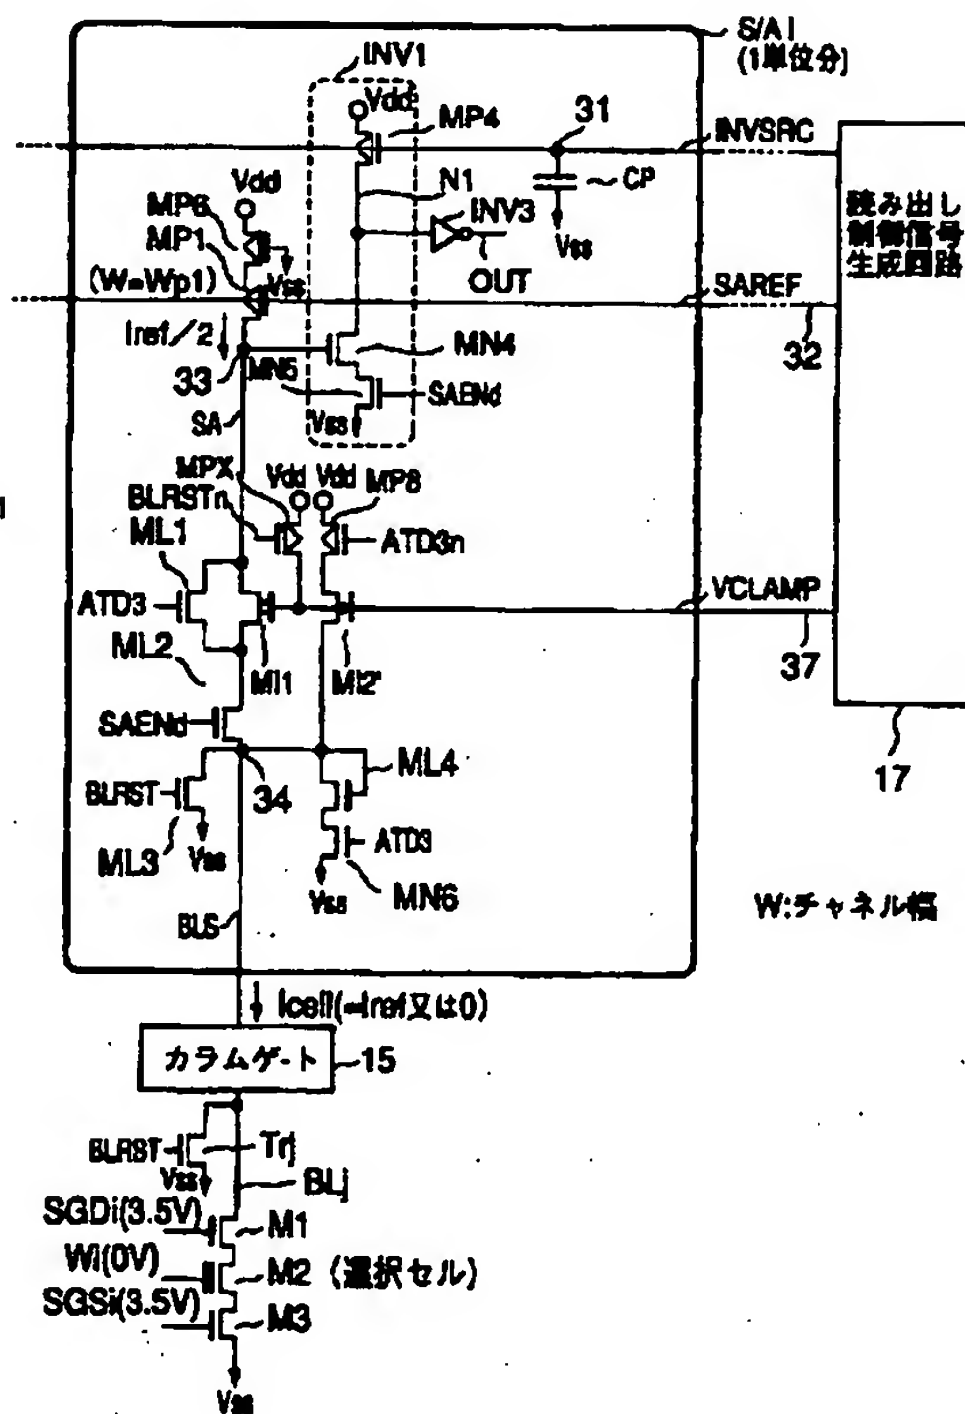 S/A I
(1単位分)
INV1
Vdd
MP4
31
INVSRC
N1
CP
INV3
Vss
OUT
読み出し
制御信号
生成回路
Vdd
MP6
MP1
Vss
(W=Wp1)
SAREF
Iref/2
33
MN4
32
MN5
SAENd
Vss
SA
MPX
Vdd
Vdd
MP8
BLRSTn
ML1
ATD3n
ATD3
VCLAMP
37
ML2
MI1
MI2'
SAENd
34
ML4
17
BLRST
ATD3
ML3
Vss
Vss
MN6
W:チャネル幅
BLS
Icell(=Iref又は0)
カラムゲート
15
BLRST
Trj
Vss
BLj
SGDi(3.5V)
M1
Wi(0V)
M2 (選択セル)
SGSi(3.5V)
M3
Vss